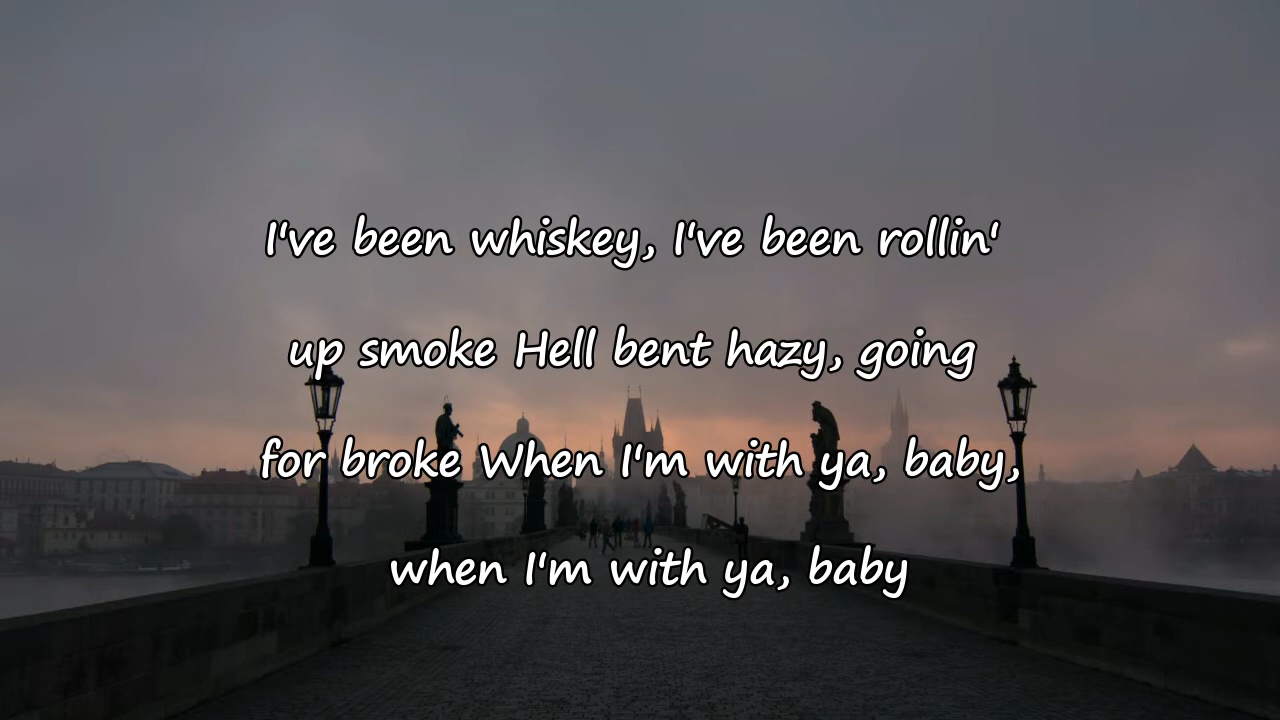 I've been whiskey, I've been rollin'
up smoke Hell bent hazy, going
for broke When I'm with ya, baby,
when I'm with ya, baby